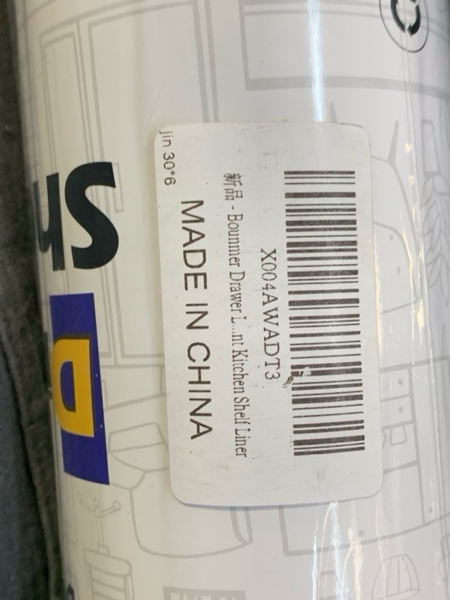 X004AWADT3
新品 - Bounmer Drawer L...nt Kitchen Shelf Liner
MADE IN CHINA
jin 30*6